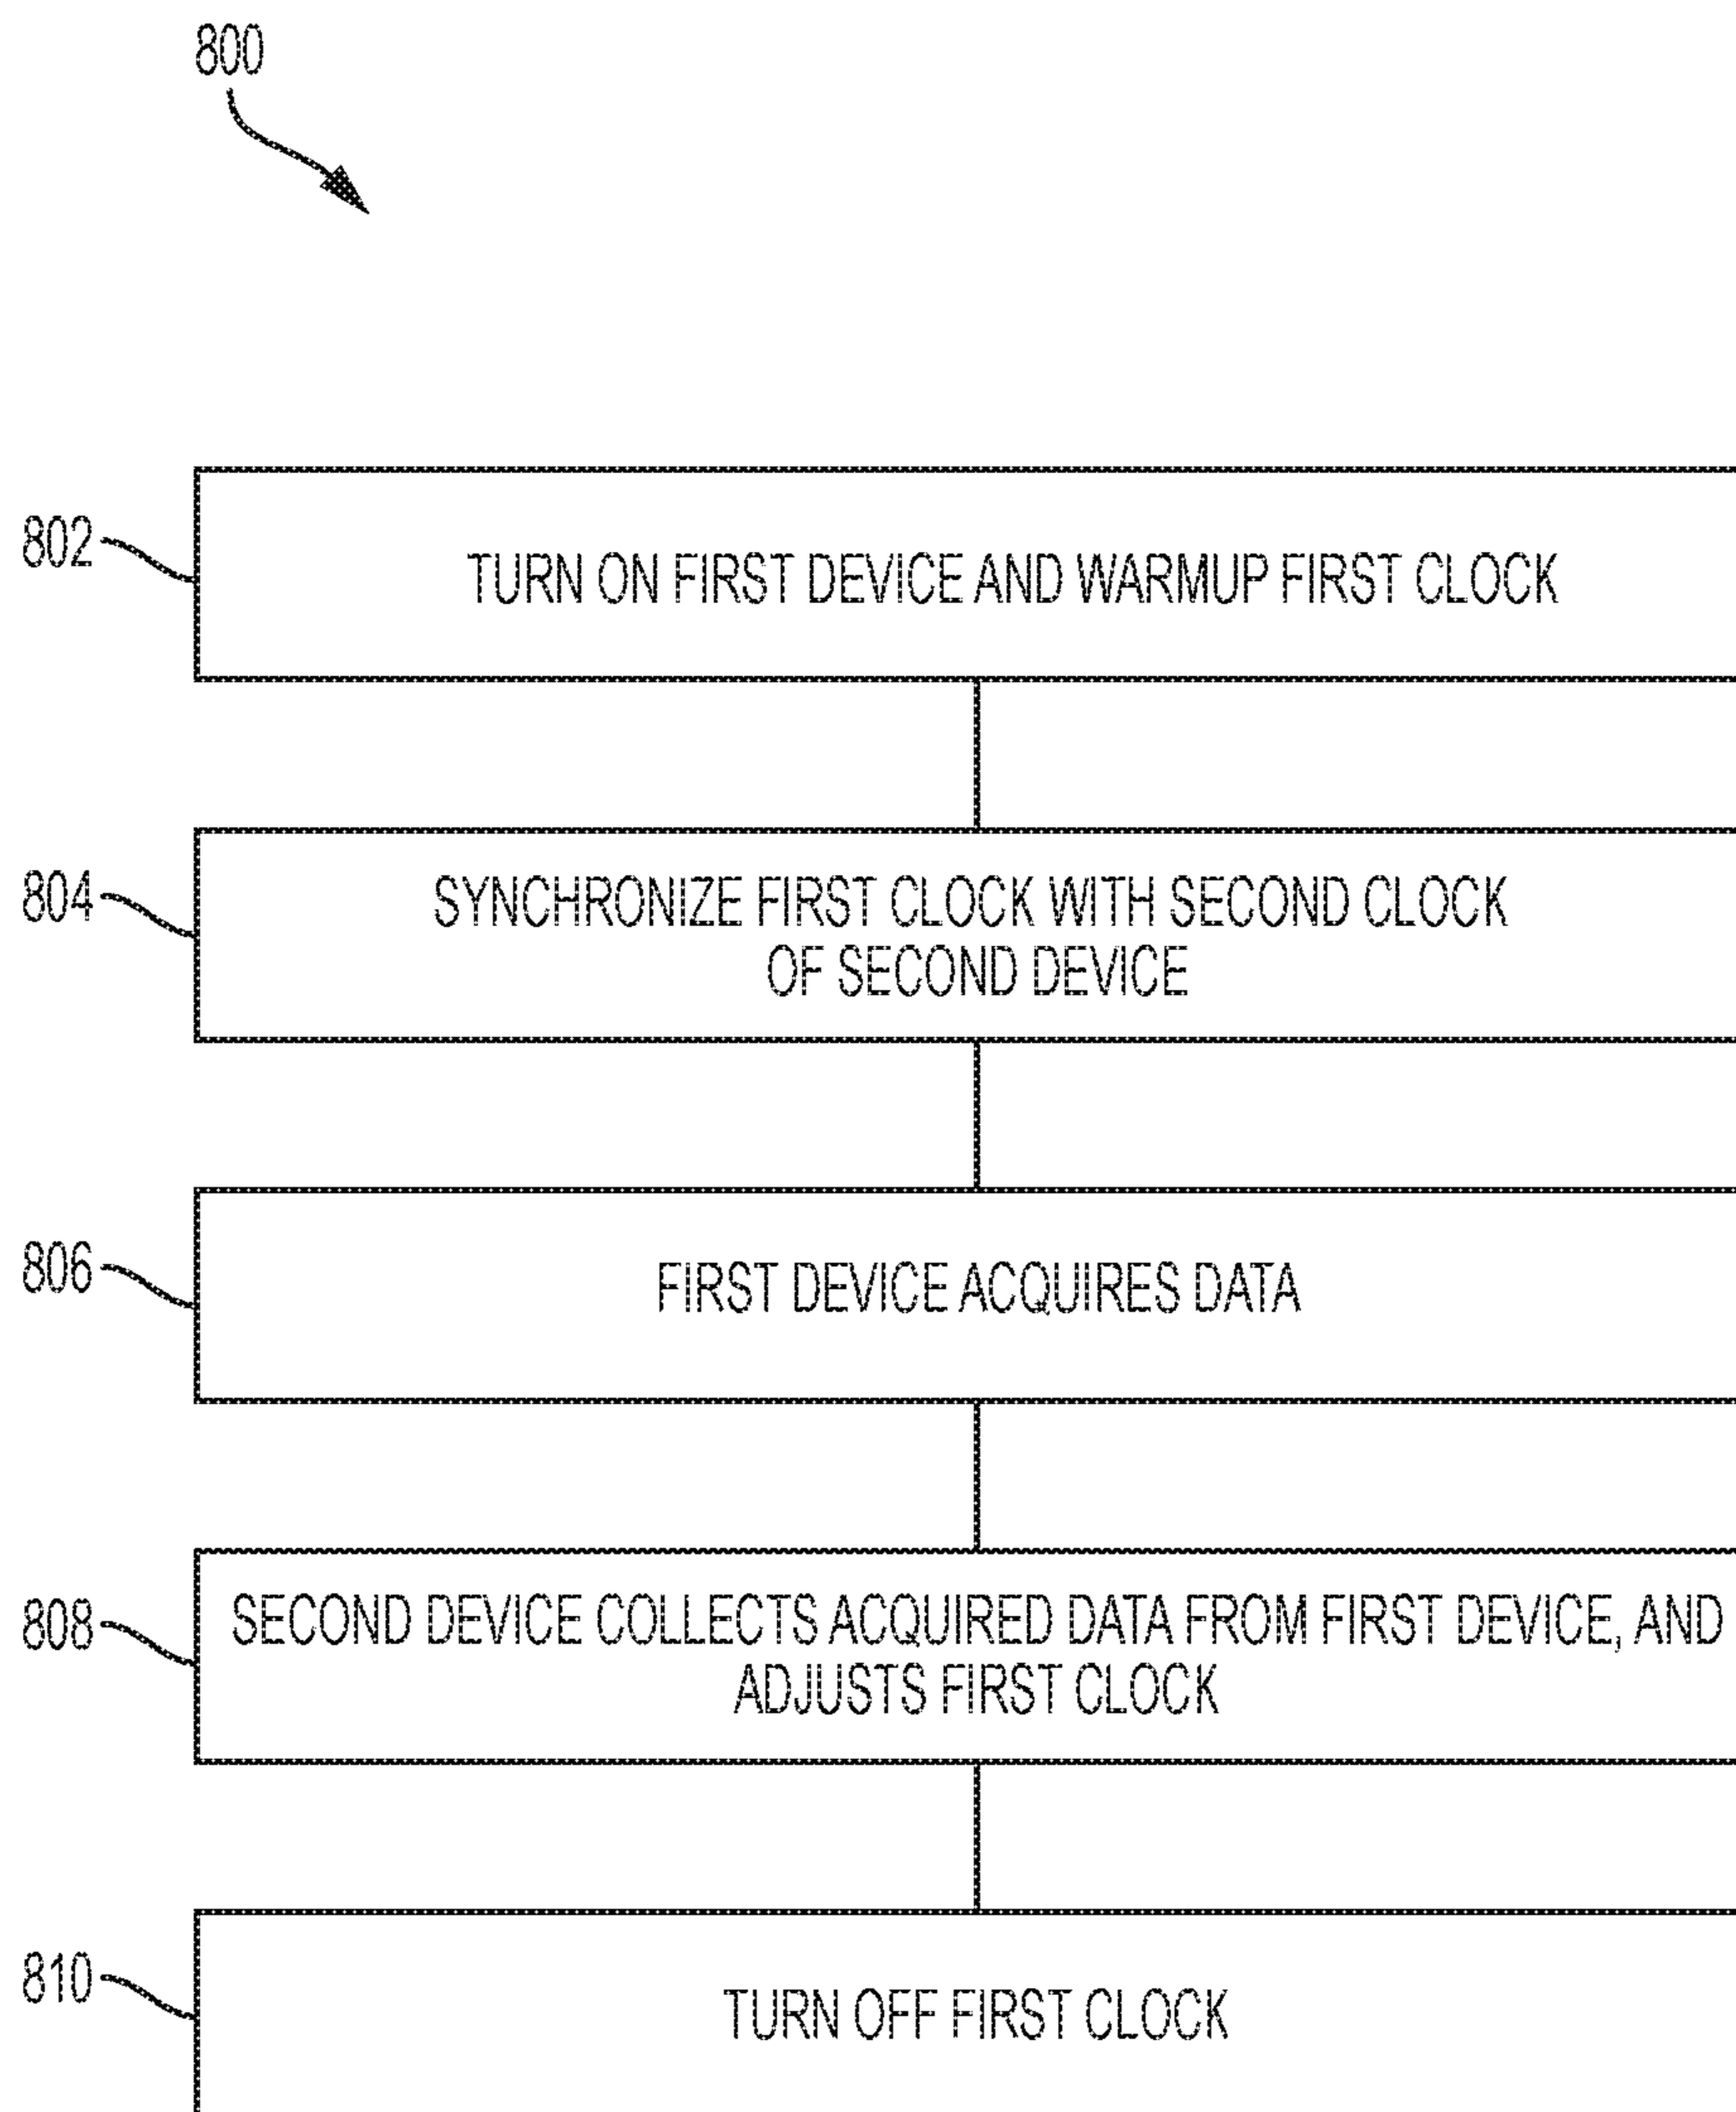 800
802
TURN ON FIRST DEVICE AND WARMUP FIRST CLOCK
804
SYNCHRONIZE FIRST CLOCK WITH SECOND CLOCK
OF SECOND DEVICE
806
FIRST DEVICE ACQUIRES DATA
808
SECOND DEVICE COLLECTS ACQUIRED DATA FROM FIRST DEVICE, AND
ADJUSTS FIRST CLOCK
810
TURN OFF FIRST CLOCK